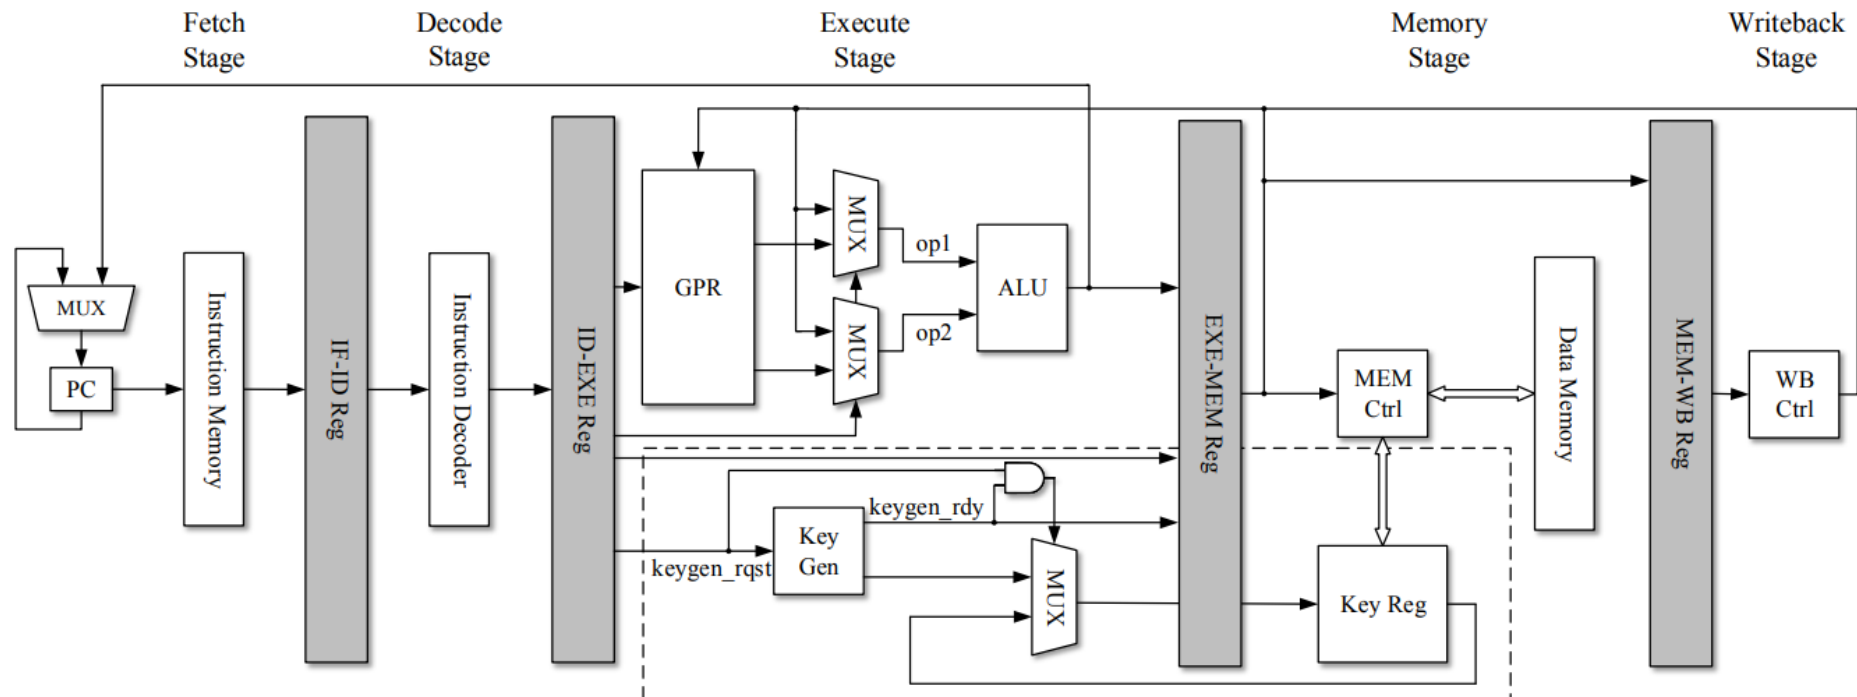 Fetch
Stage
Decode
Stage
Execute
Stage
Memory
Stage
Writeback
Stage
MUX
PC
Instruction Memory
IF-ID Reg
Instruction Decoder
ID-EXE Reg
GPR
MUX
MUX
op1
op2
ALU
EXE-MEM Reg
MEM
Ctrl
Data Memory
MEM-WB Reg
WB
Ctrl
keygen_rqst
Key
Gen
keygen_rdy
MUX
Key Reg